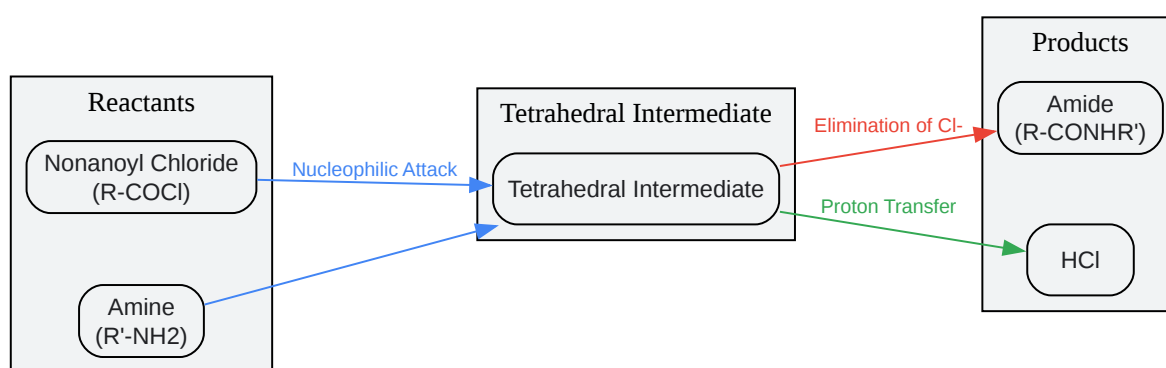 Reactants
Nonanoyl Chloride
(R-COCl)
Amine
(R'-NH2)
Nucleophilic Attack
Tetrahedral Intermediate
Tetrahedral Intermediate
Elimination of Cl-
Proton Transfer
Products
Amide
(R-CONHR')
HCl